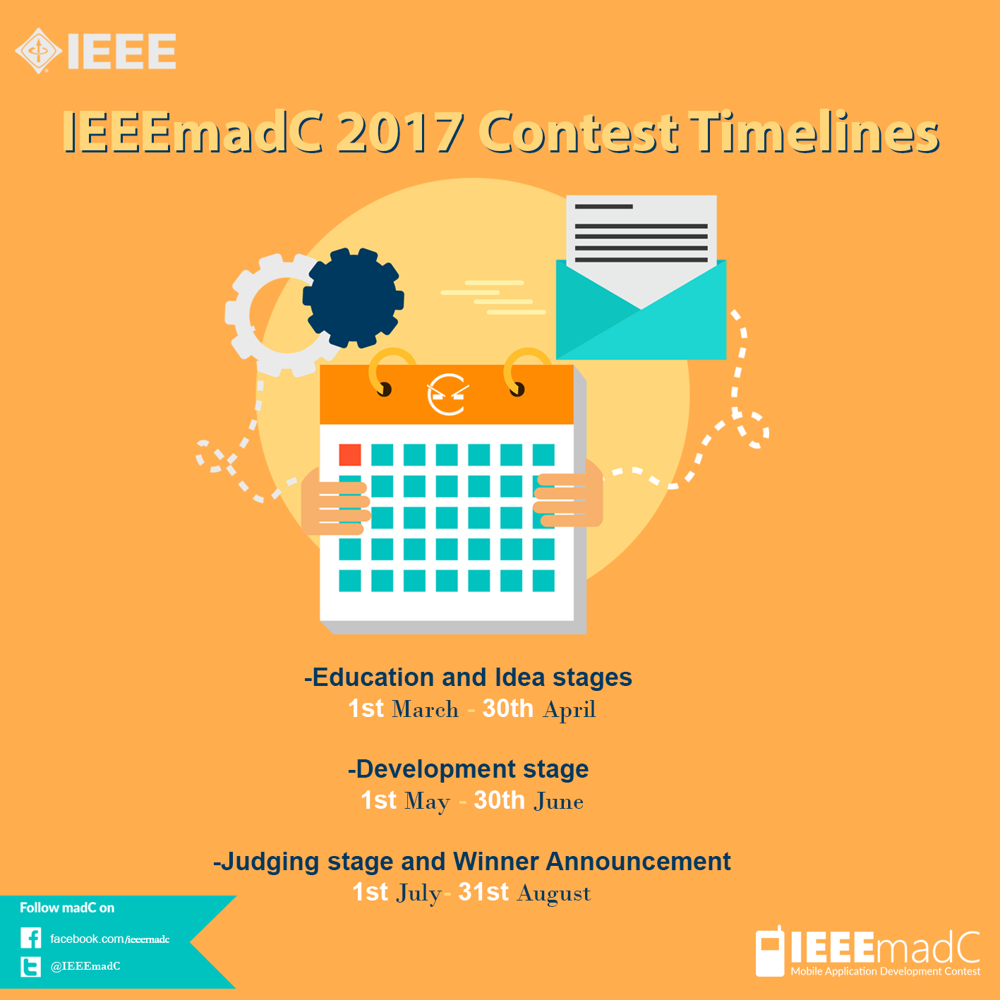 IEEE
IEEEmadC 2017 Contest Timelines
-Education and Idea stages
1st March - 30th April
-Development stage
1st May - 30th June
-Judging stage and Winner Announcement
1st July- 31st August
Follow madC on
facebook.com/ieeemadc
@IEEEmadC
IEEEmadC
Mobile Application Development Contest